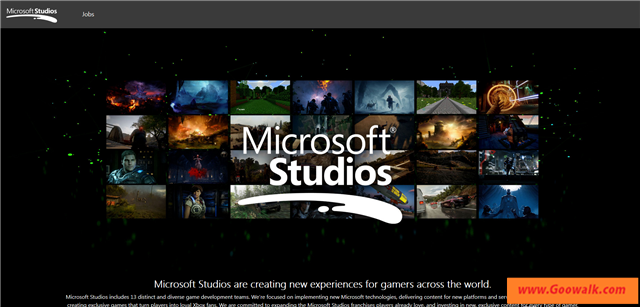 Microsoft Studios
Jobs
Microsoft®
Studios
Microsoft Studios are creating new experiences for gamers across the world.
Microsoft Studios includes 13 distinct and diverse game development teams. We're focused on implementing new Microsoft technologies, delivering content for new platforms and
creating exclusive games that turn players into loyal Xbox fans. We are committed to expanding the Microsoft Studios franchises players already love, and investing in new, exclusive content for every type of
www.Goowalk.com